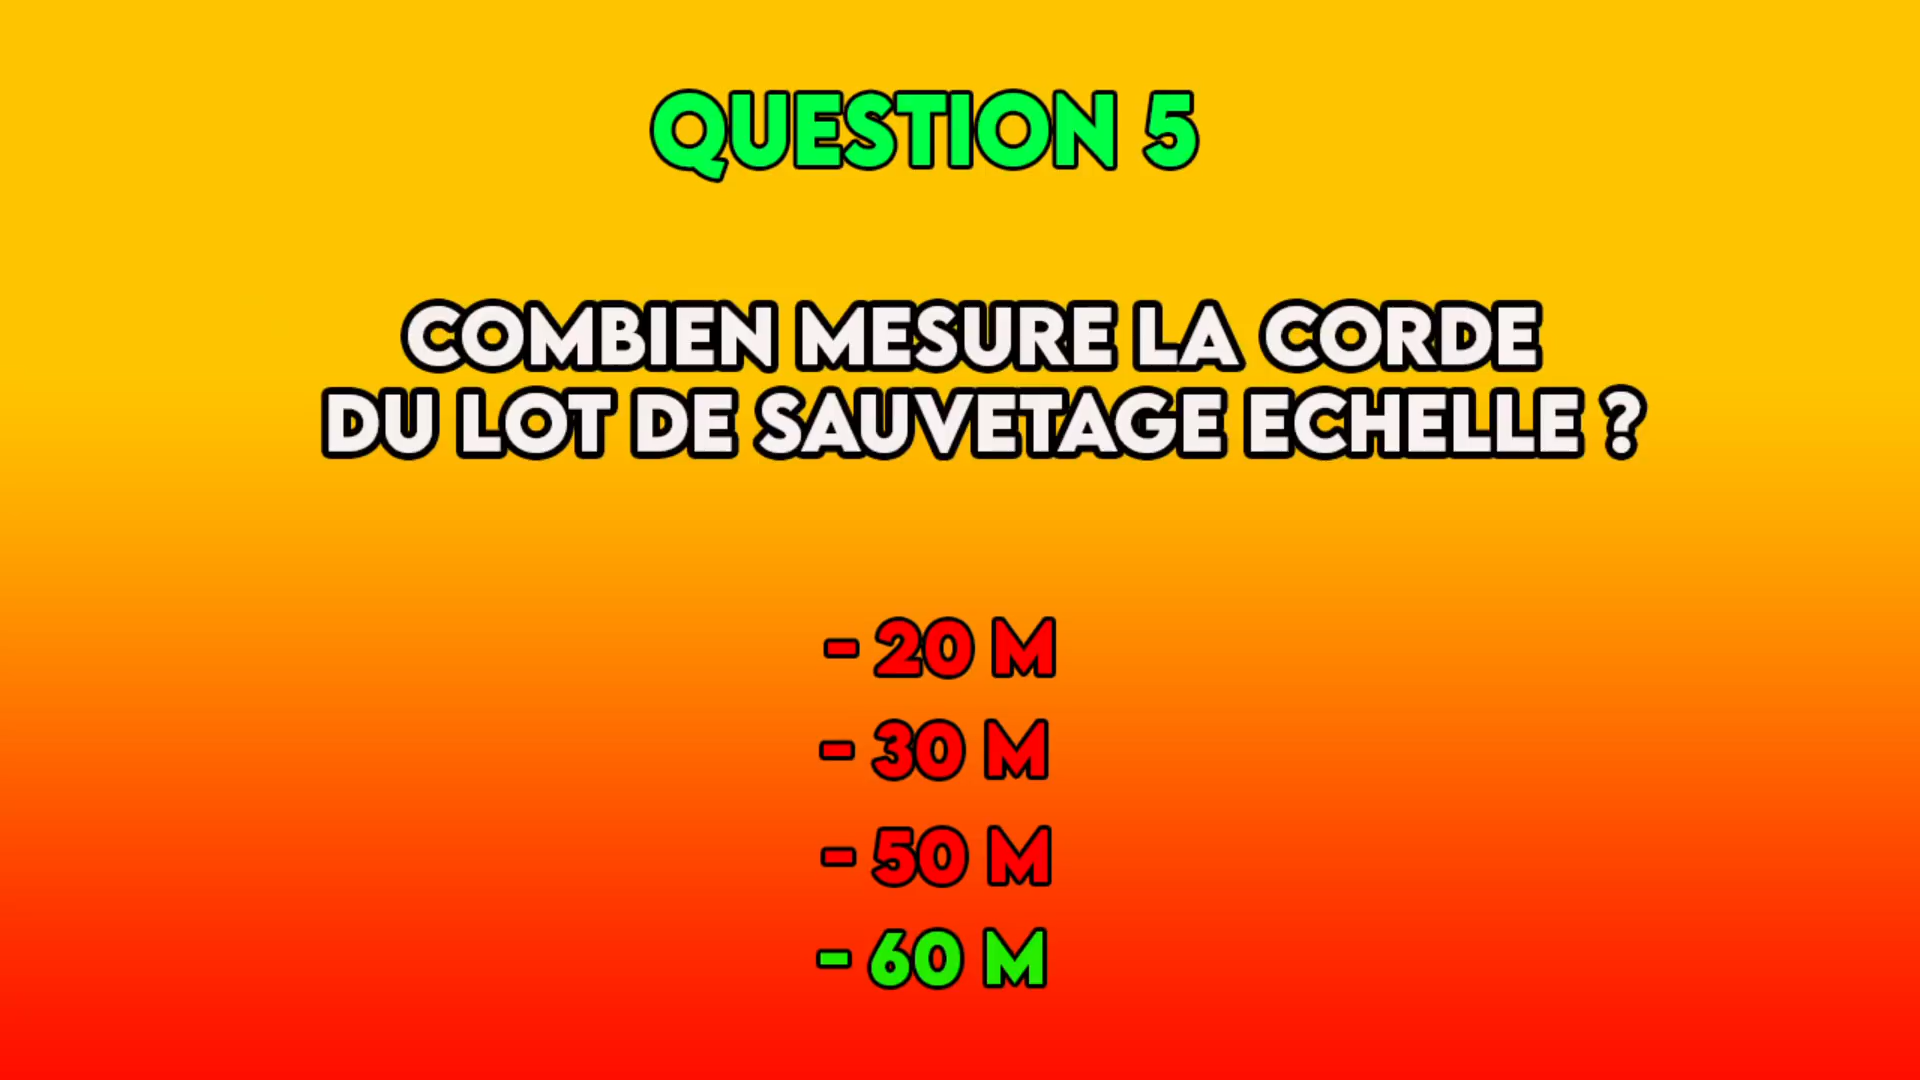 QUESTION 5
COMBIEN MESURE LA CORDE
DU LOT DE SAUVETAGE ECHELLE ?
- 20 M
- 30 M
- 50 M
- 60 M